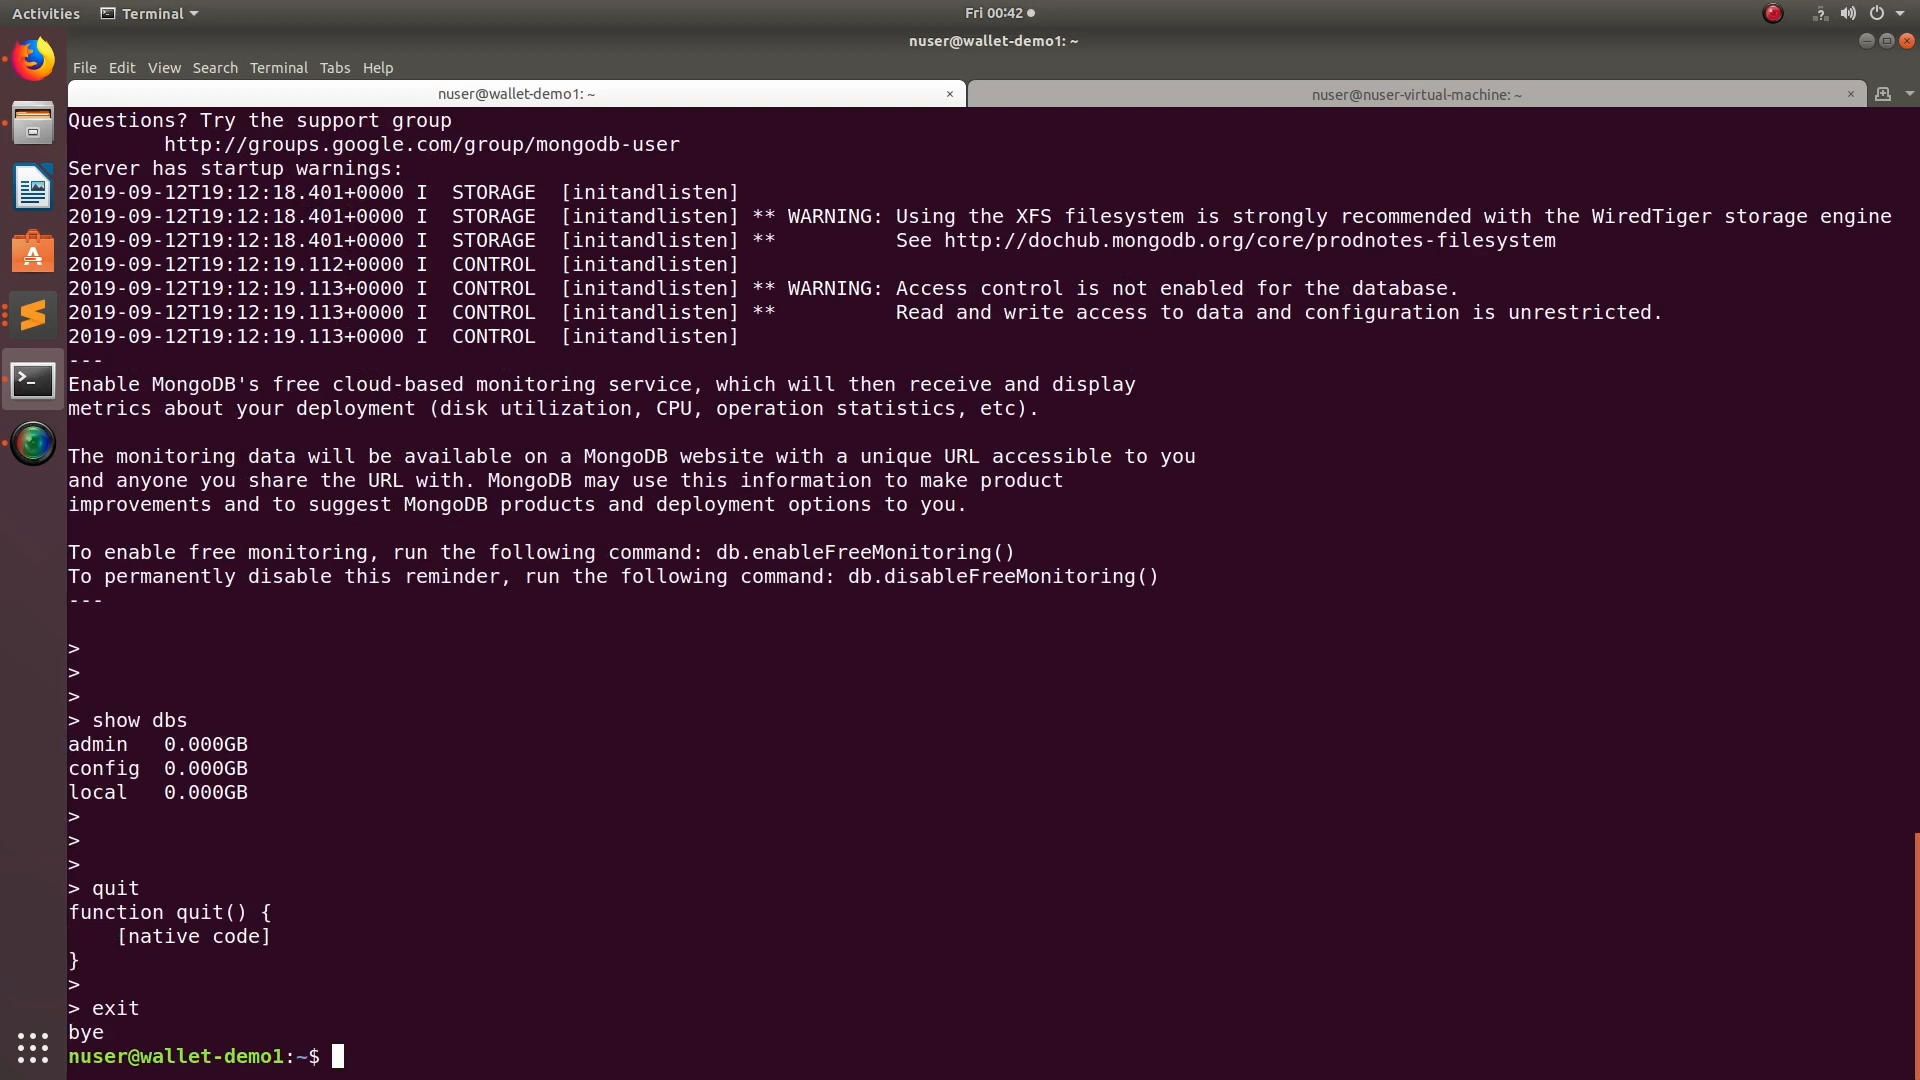 Activities Terminal Fri 00:42
nuser@wallet-demo1: ~
File Edit View Search Terminal Tabs Help
nuser@wallet-demo1: ~ × nuser@nuser-virtual-machine: ~ ×
Questions? Try the support group
        http://groups.google.com/group/mongodb-user
Server has startup warnings:
2019-09-12T19:12:18.401+0000 I  STORAGE  [initandlisten]
2019-09-12T19:12:18.401+0000 I  STORAGE  [initandlisten] ** WARNING: Using the XFS filesystem is strongly recommended with the WiredTiger storage engine
2019-09-12T19:12:18.401+0000 I  STORAGE  [initandlisten] **          See http://dochub.mongodb.org/core/prodnotes-filesystem
2019-09-12T19:12:19.112+0000 I  CONTROL  [initandlisten]
2019-09-12T19:12:19.113+0000 I  CONTROL  [initandlisten] ** WARNING: Access control is not enabled for the database.
2019-09-12T19:12:19.113+0000 I  CONTROL  [initandlisten] **          Read and write access to data and configuration is unrestricted.
2019-09-12T19:12:19.113+0000 I  CONTROL  [initandlisten]
---
Enable MongoDB's free cloud-based monitoring service, which will then receive and display
metrics about your deployment (disk utilization, CPU, operation statistics, etc).

The monitoring data will be available on a MongoDB website with a unique URL accessible to you
and anyone you share the URL with. MongoDB may use this information to make product
improvements and to suggest MongoDB products and deployment options to you.

To enable free monitoring, run the following command: db.enableFreeMonitoring()
To permanently disable this reminder, run the following command: db.disableFreeMonitoring()
---

>
>
>
> show dbs
admin   0.000GB
config  0.000GB
local   0.000GB
>
>
>
> quit
function quit() {
    [native code]
}
>
> exit
bye
nuser@wallet-demo1:~$